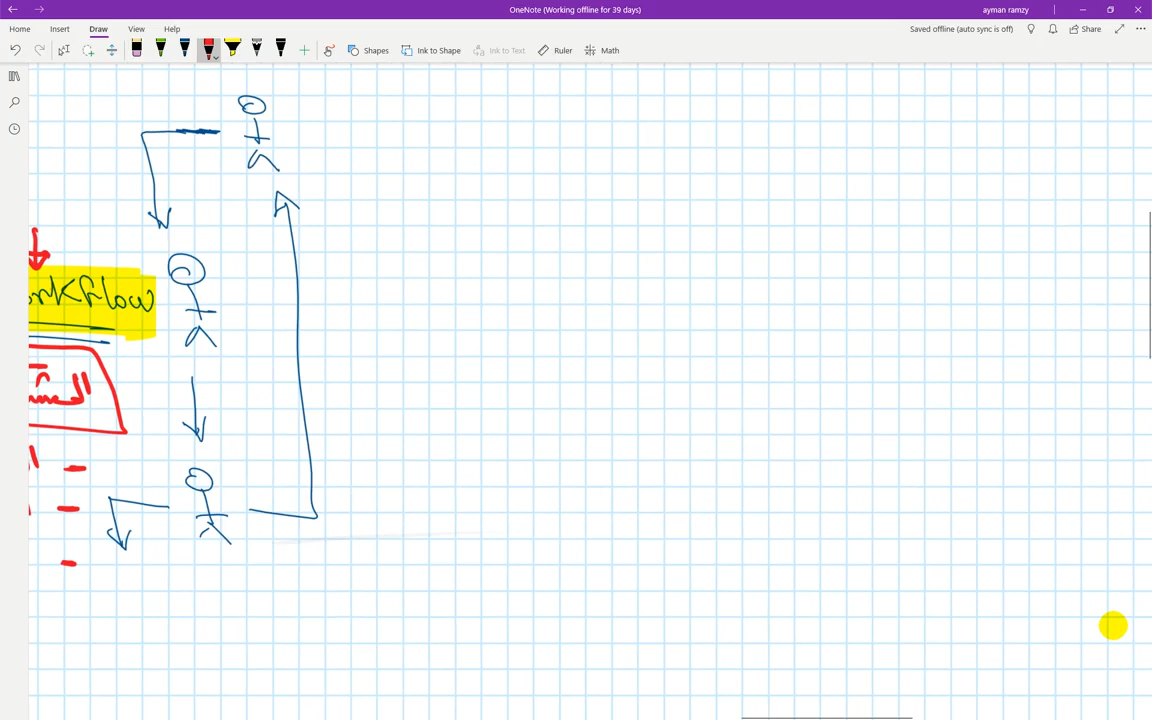 OneNote (Working offline for 39 days)
ayman ramzy
Home Insert Draw View Help
Saved offline (auto sync is off)
Share
Shapes
Ink to Shape
Ink to Text
Ruler
Math
orkflow